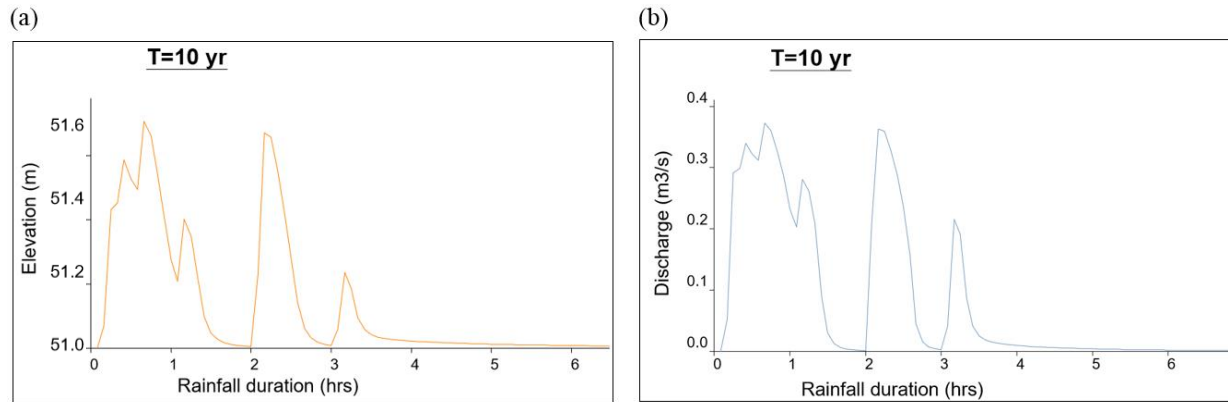 (a)
T=10 yr
Elevation (m)
51.6
51.4
51.2
51.0
0 1 2 3 4 5 6
Rainfall duration (hrs)
(b)
T=10 yr
Discharge (m3/s)
0.4
0.3
0.2
0.1
0.0
0 1 2 3 4 5 6
Rainfall duration (hrs)